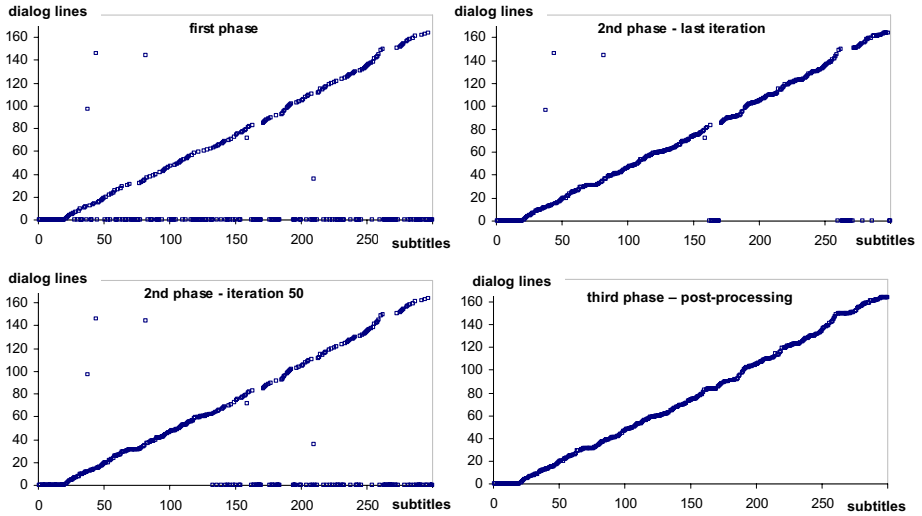 dialog lines
first phase
160
140
120
100
80
60
40
20
0
0 50 100 150 200 250
subtitles
dialog lines
2nd phase - last iteration
160
140
120
100
80
60
40
20
0
0 50 100 150 200 250
subtitles
dialog lines
2nd phase - iteration 50
160
140
120
100
80
60
40
20
0
0 50 100 150 200 250
subtitles
dialog lines
third phase – post-processing
160
140
120
100
80
60
40
20
0
0 50 100 150 200 250
subtitles